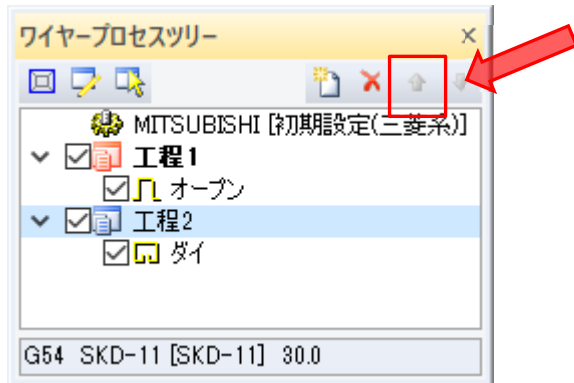 ワイヤープロセスツリー
MITSUBISHI [初期設定(三菱系)]
工程1
オープン
工程2
ダイ
G54 SKD-11 [SKD-11] 30.0